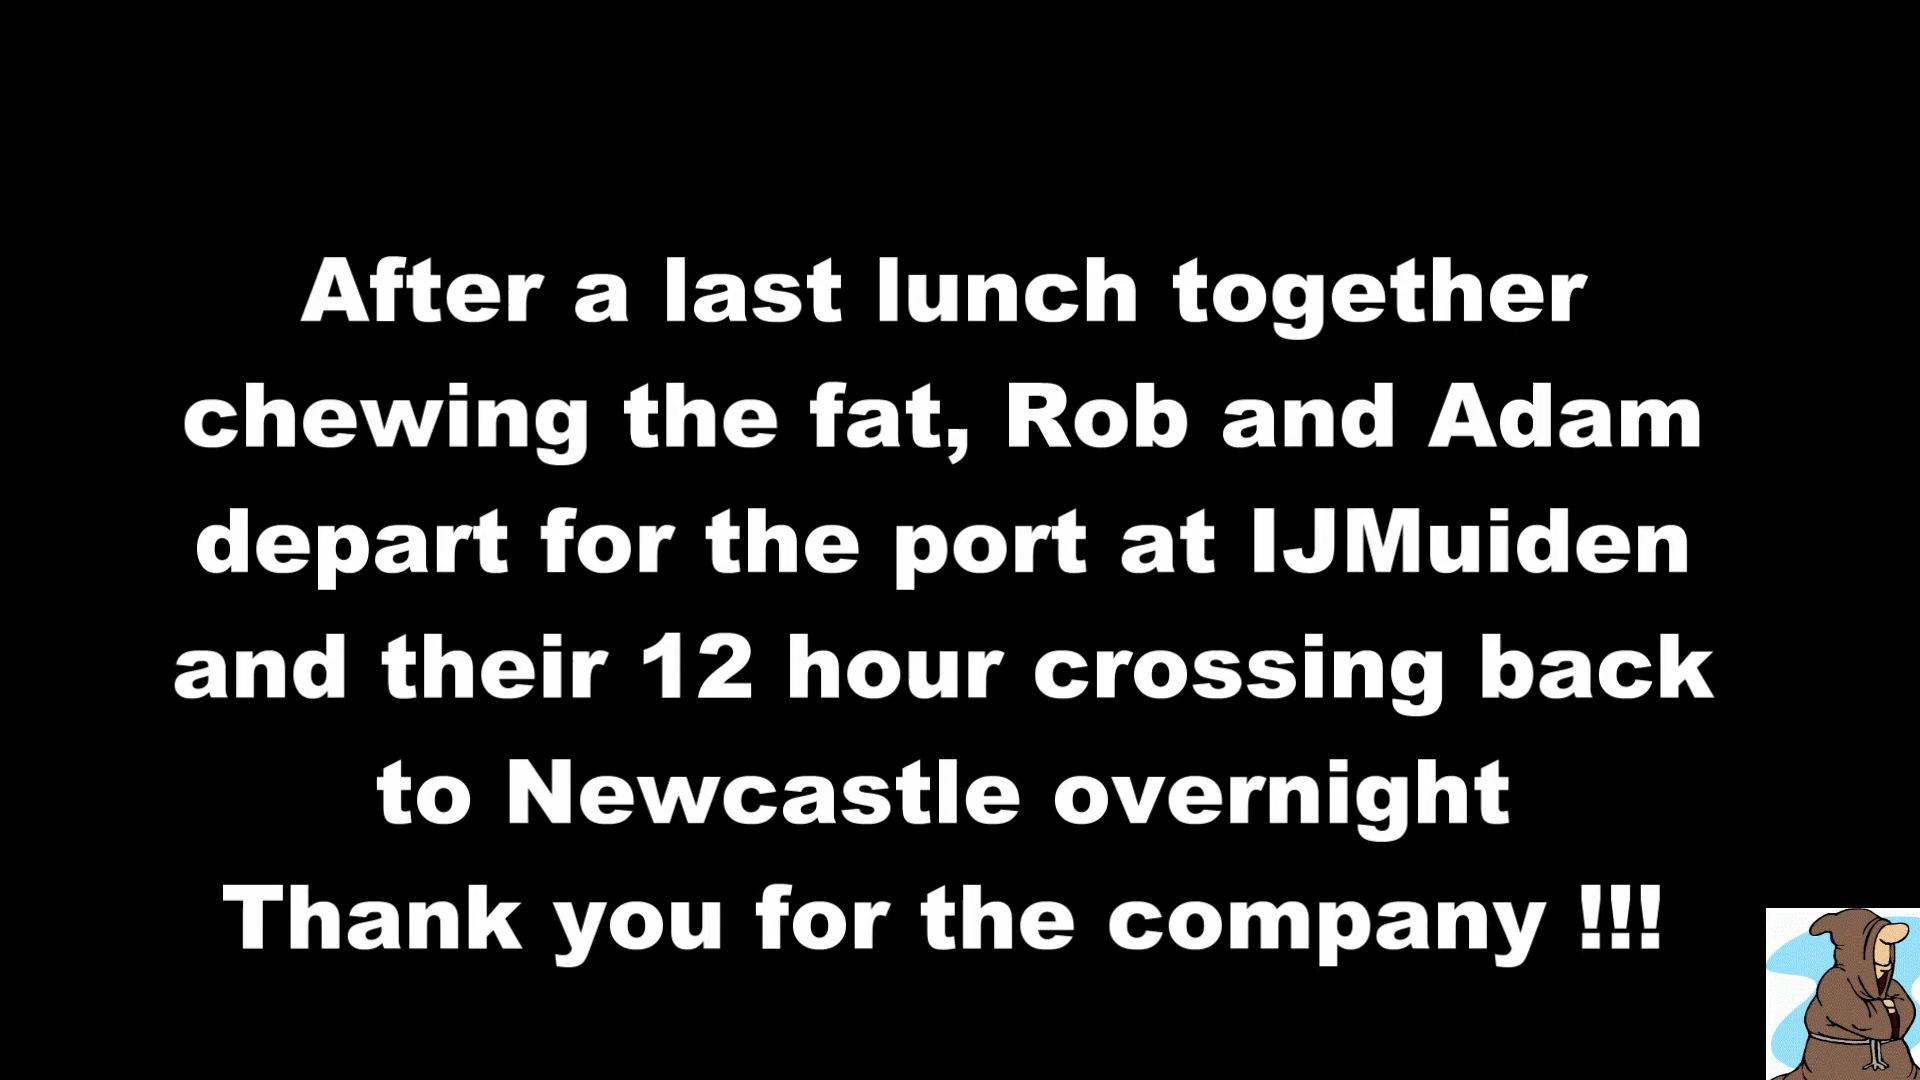 After a last lunch together
chewing the fat, Rob and Adam
depart for the port at IJMuiden
and their 12 hour crossing back
to Newcastle overnight
Thank you for the company !!!